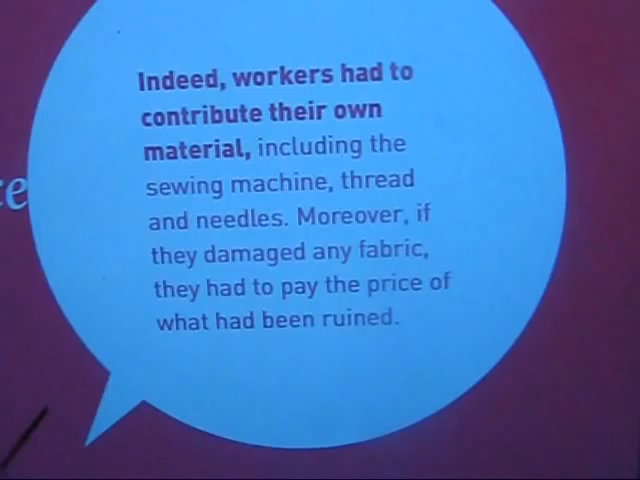 Indeed, workers had to
contribute their own
material, including the
sewing machine, thread
and needles. Moreover, if
they damaged any fabric,
they had to pay the price of
what had been ruined.